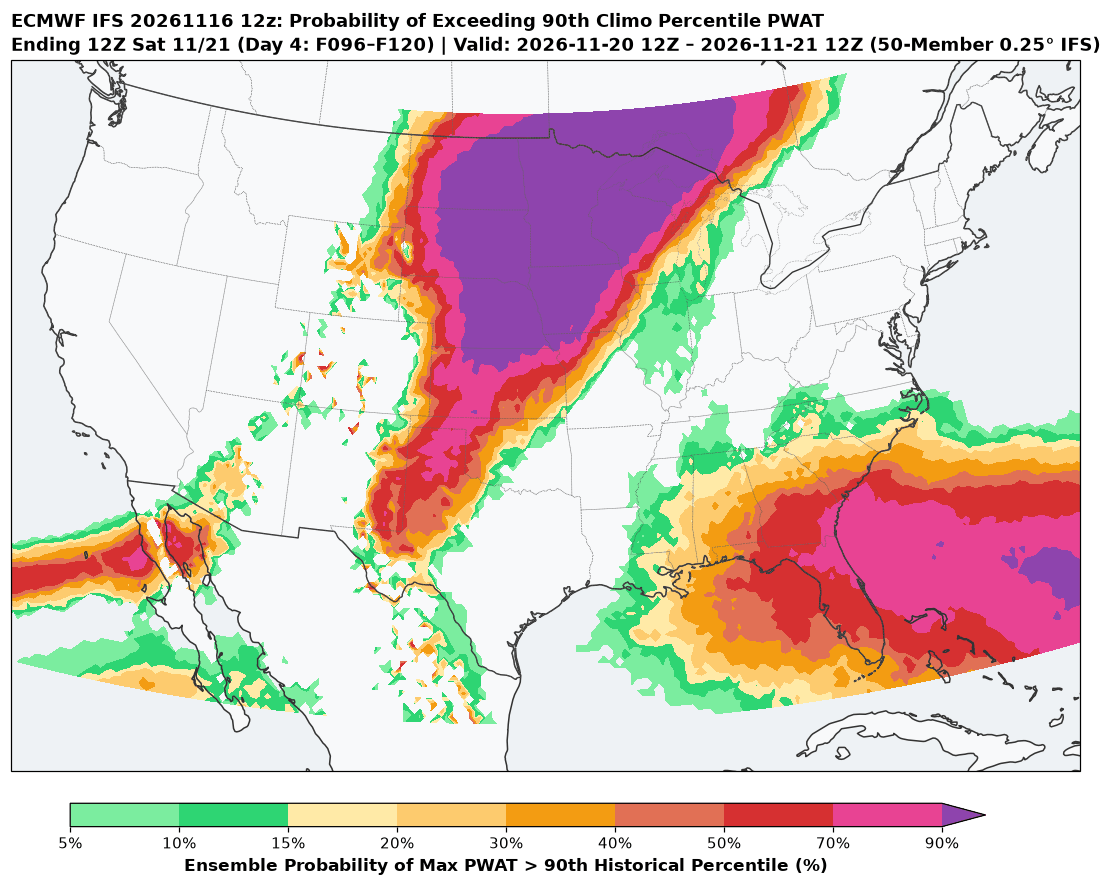 ECMWF IFS 20261116 12z: Probability of Exceeding 90th Climo Percentile PWAT
Ending 12Z Sat 11/21 (Day 4: F096–F120) | Valid: 2026-11-20 12Z – 2026-11-21 12Z (50-Member 0.25° IFS)
5% 10% 15% 20% 30% 40% 50% 70% 90%
Ensemble Probability of Max PWAT > 90th Historical Percentile (%)